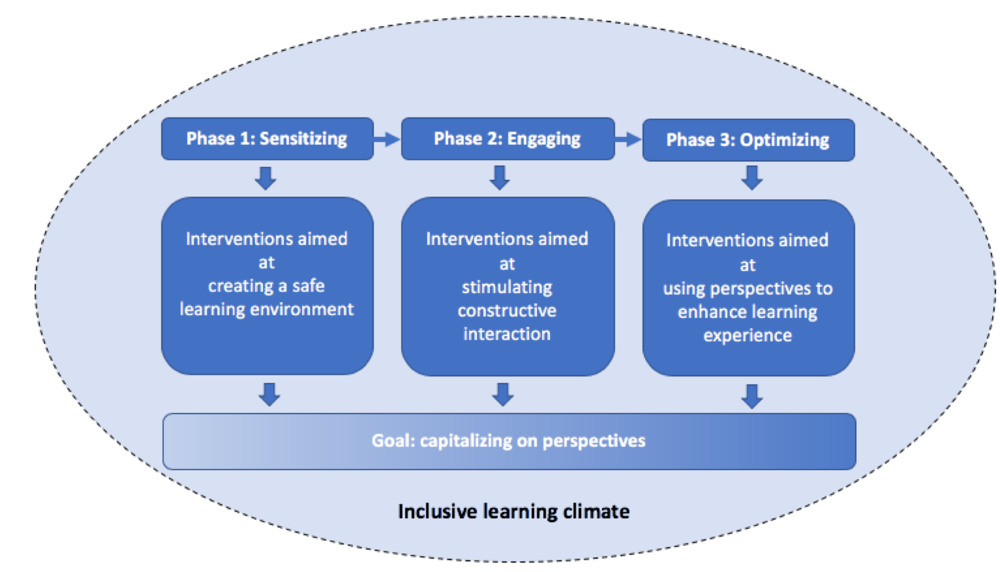 Phase 1: Sensitizing
Phase 2: Engaging
Phase 3: Optimizing
Interventions aimed
at
creating a safe
learning environment
Interventions aimed
at
stimulating
constructive
interaction
Interventions aimed
at
using perspectives to
enhance learning
experience
Goal: capitalizing on perspectives
Inclusive learning climate